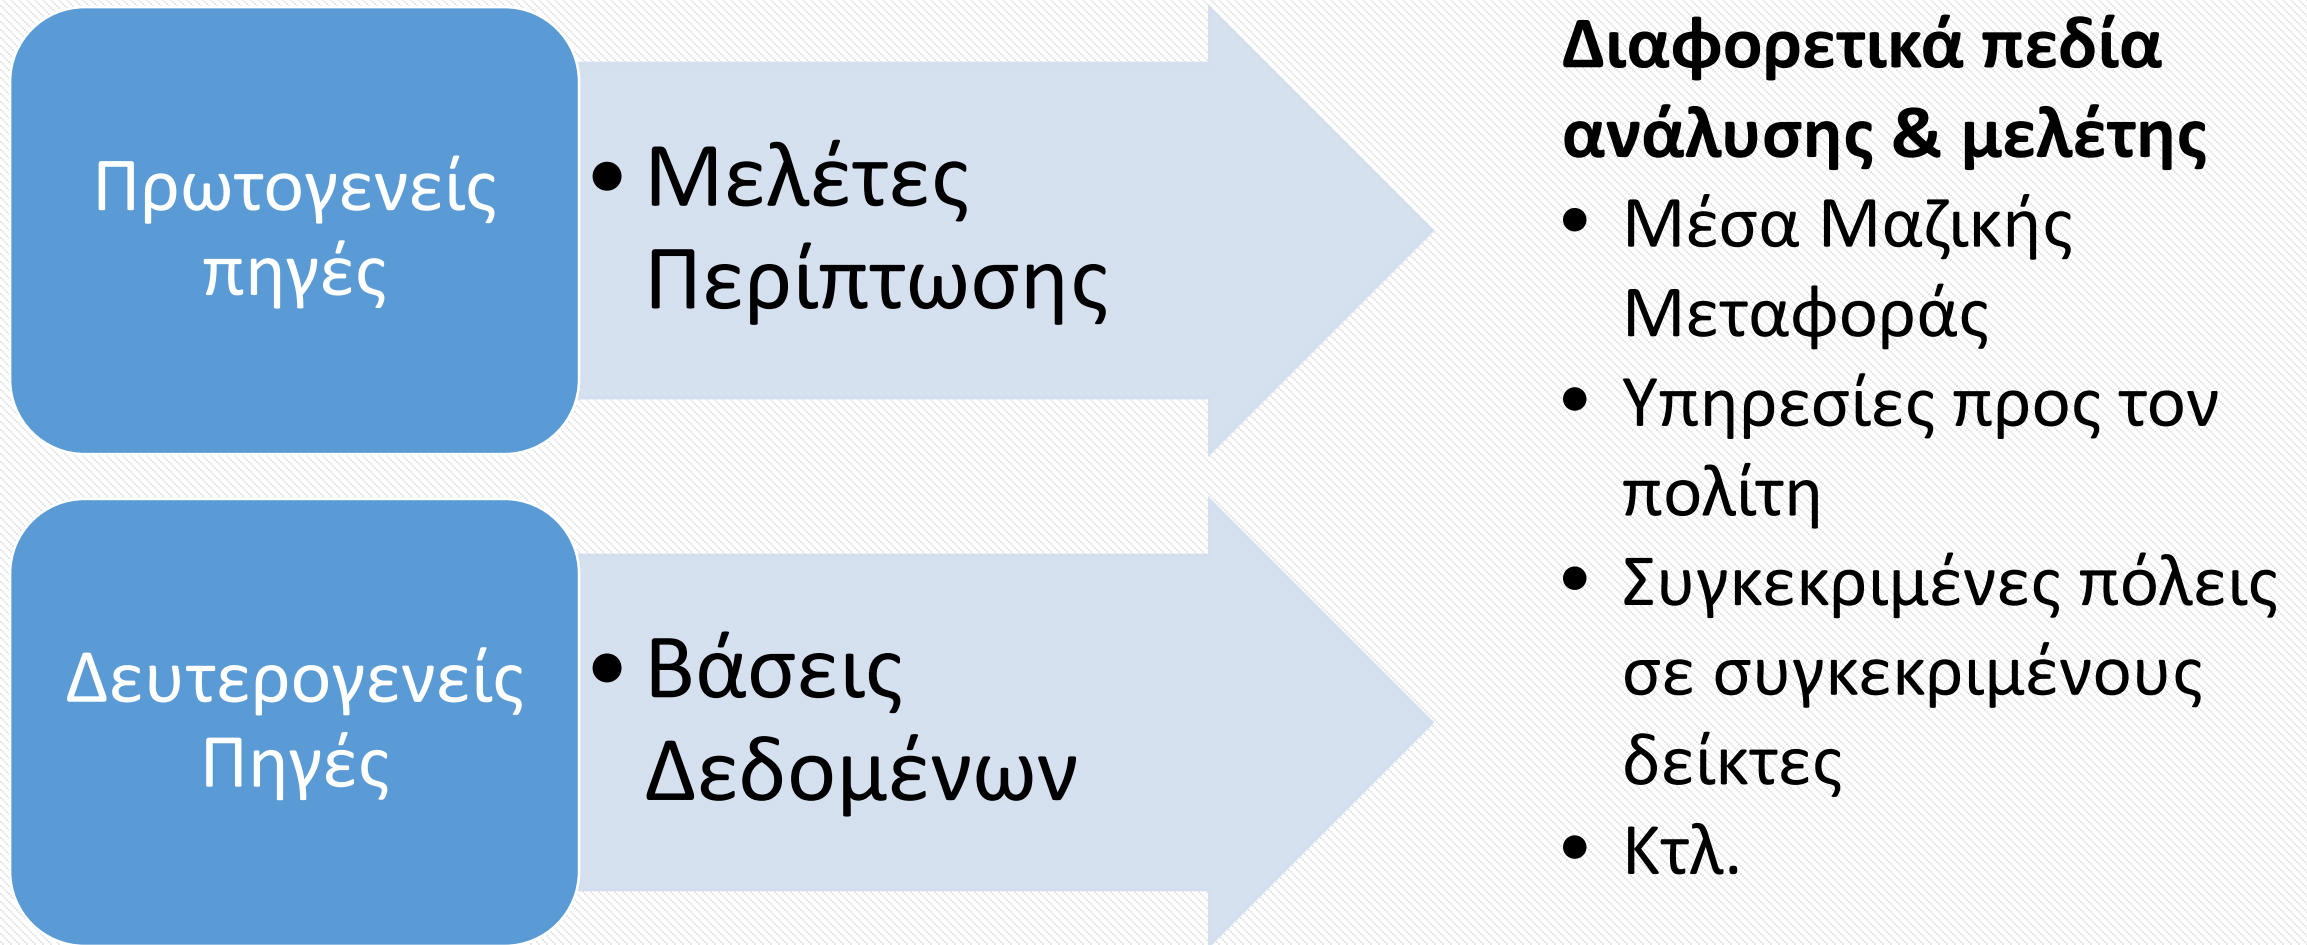 Πρωτογενείς
πηγές
• Μελέτες
Περίπτωσης
Δευτερογενείς
Πηγές
• Βάσεις
Δεδομένων
Διαφορετικά πεδία
ανάλυσης & μελέτης
• Μέσα Μαζικής
Μεταφοράς
• Υπηρεσίες προς τον
πολίτη
• Συγκεκριμένες πόλεις
σε συγκεκριμένους
δείκτες
• Κτλ.